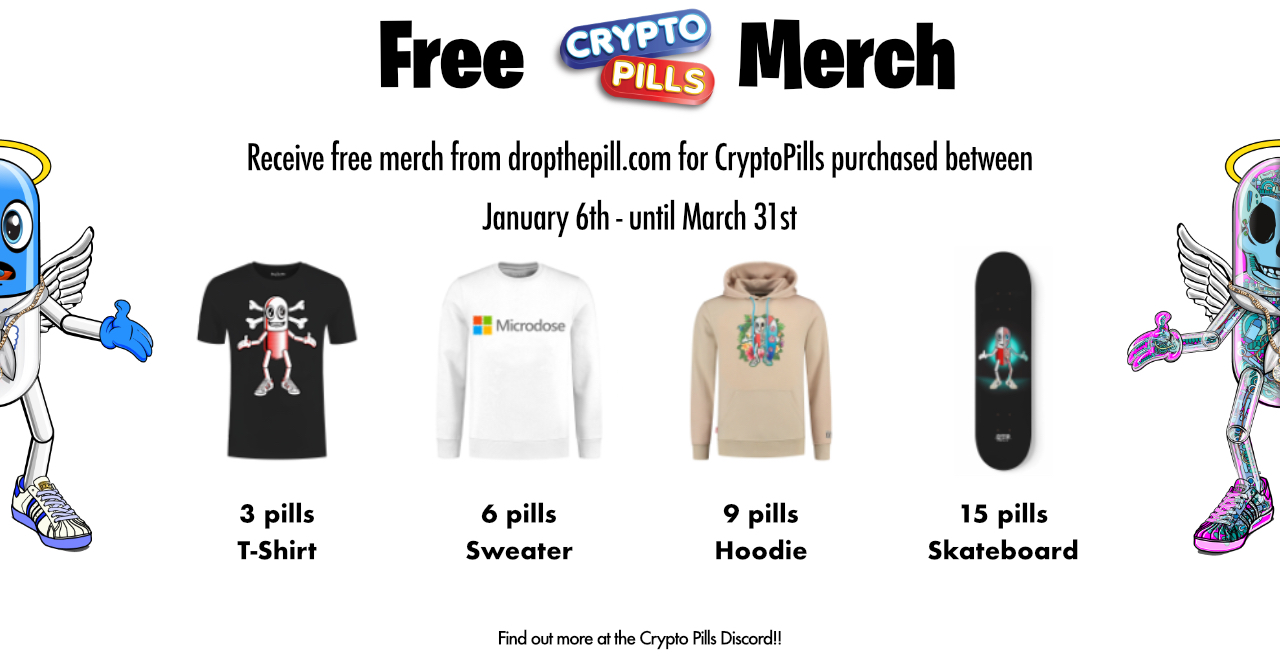 Free CRYPTO PILLS Merch
Receive free merch from dropthepill.com for CryptoPills purchased between
January 6th - until March 31st
Microdose
3 pills
T-Shirt
6 pills
Sweater
9 pills
Hoodie
15 pills
Skateboard
Find out more at the Crypto Pills Discord!!